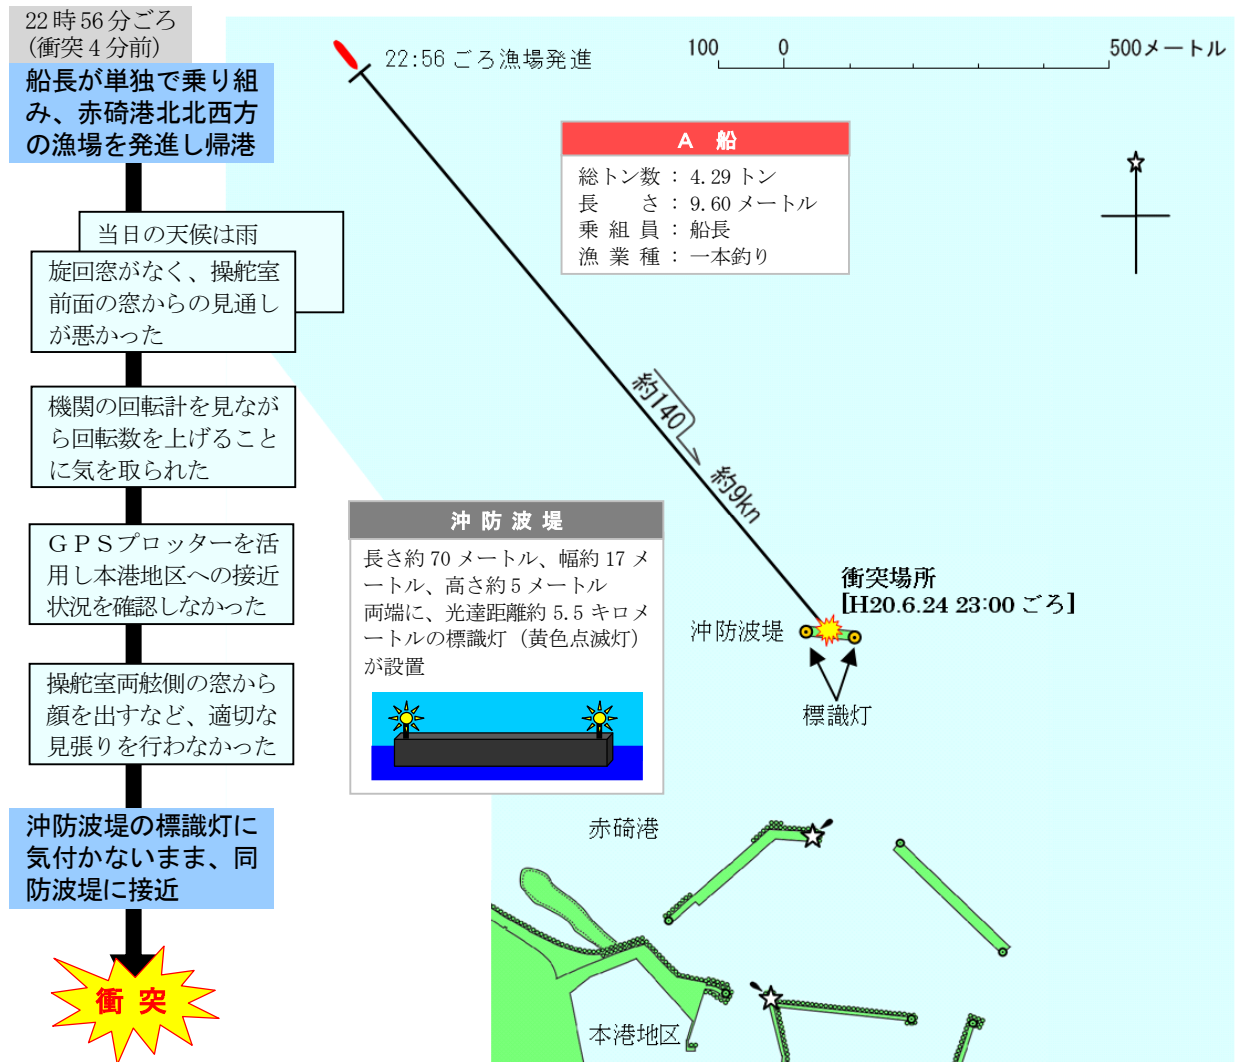 22時56分ごろ
(衝突4分前)
船長が単独で乗り組
み、赤碕港北北西方
の漁場を発進し帰港
当日の天候は雨
旋回窓がなく、操舵室
前面の窓からの見通し
が悪かった
機関の回転計を見なが
ら回転数を上げること
に気を取られた
GPSプロッターを活
用し本港地区への接近
状況を確認しなかった
操舵室両舷側の窓から
顔を出すなど、適切な
見張りを行わなかった
沖防波堤の標識灯に
気付かないまま、同
防波堤に接近
衝突
22:56ごろ漁場発進
100 0 500メートル
A 船
総トン数：4.29トン
長さ：9.60メートル
乗組員：船長
漁業種：一本釣り
約140
約9kn
沖防波堤
長さ約70メートル、幅約17メ
ートル、高さ約5メートル
両端に、光達距離約5.5キロメ
ートルの標識灯（黄色点滅灯）
が設置
衝突場所
[H20.6.24 23:00ごろ]
沖防波堤
標識灯
赤碕港
本港地区